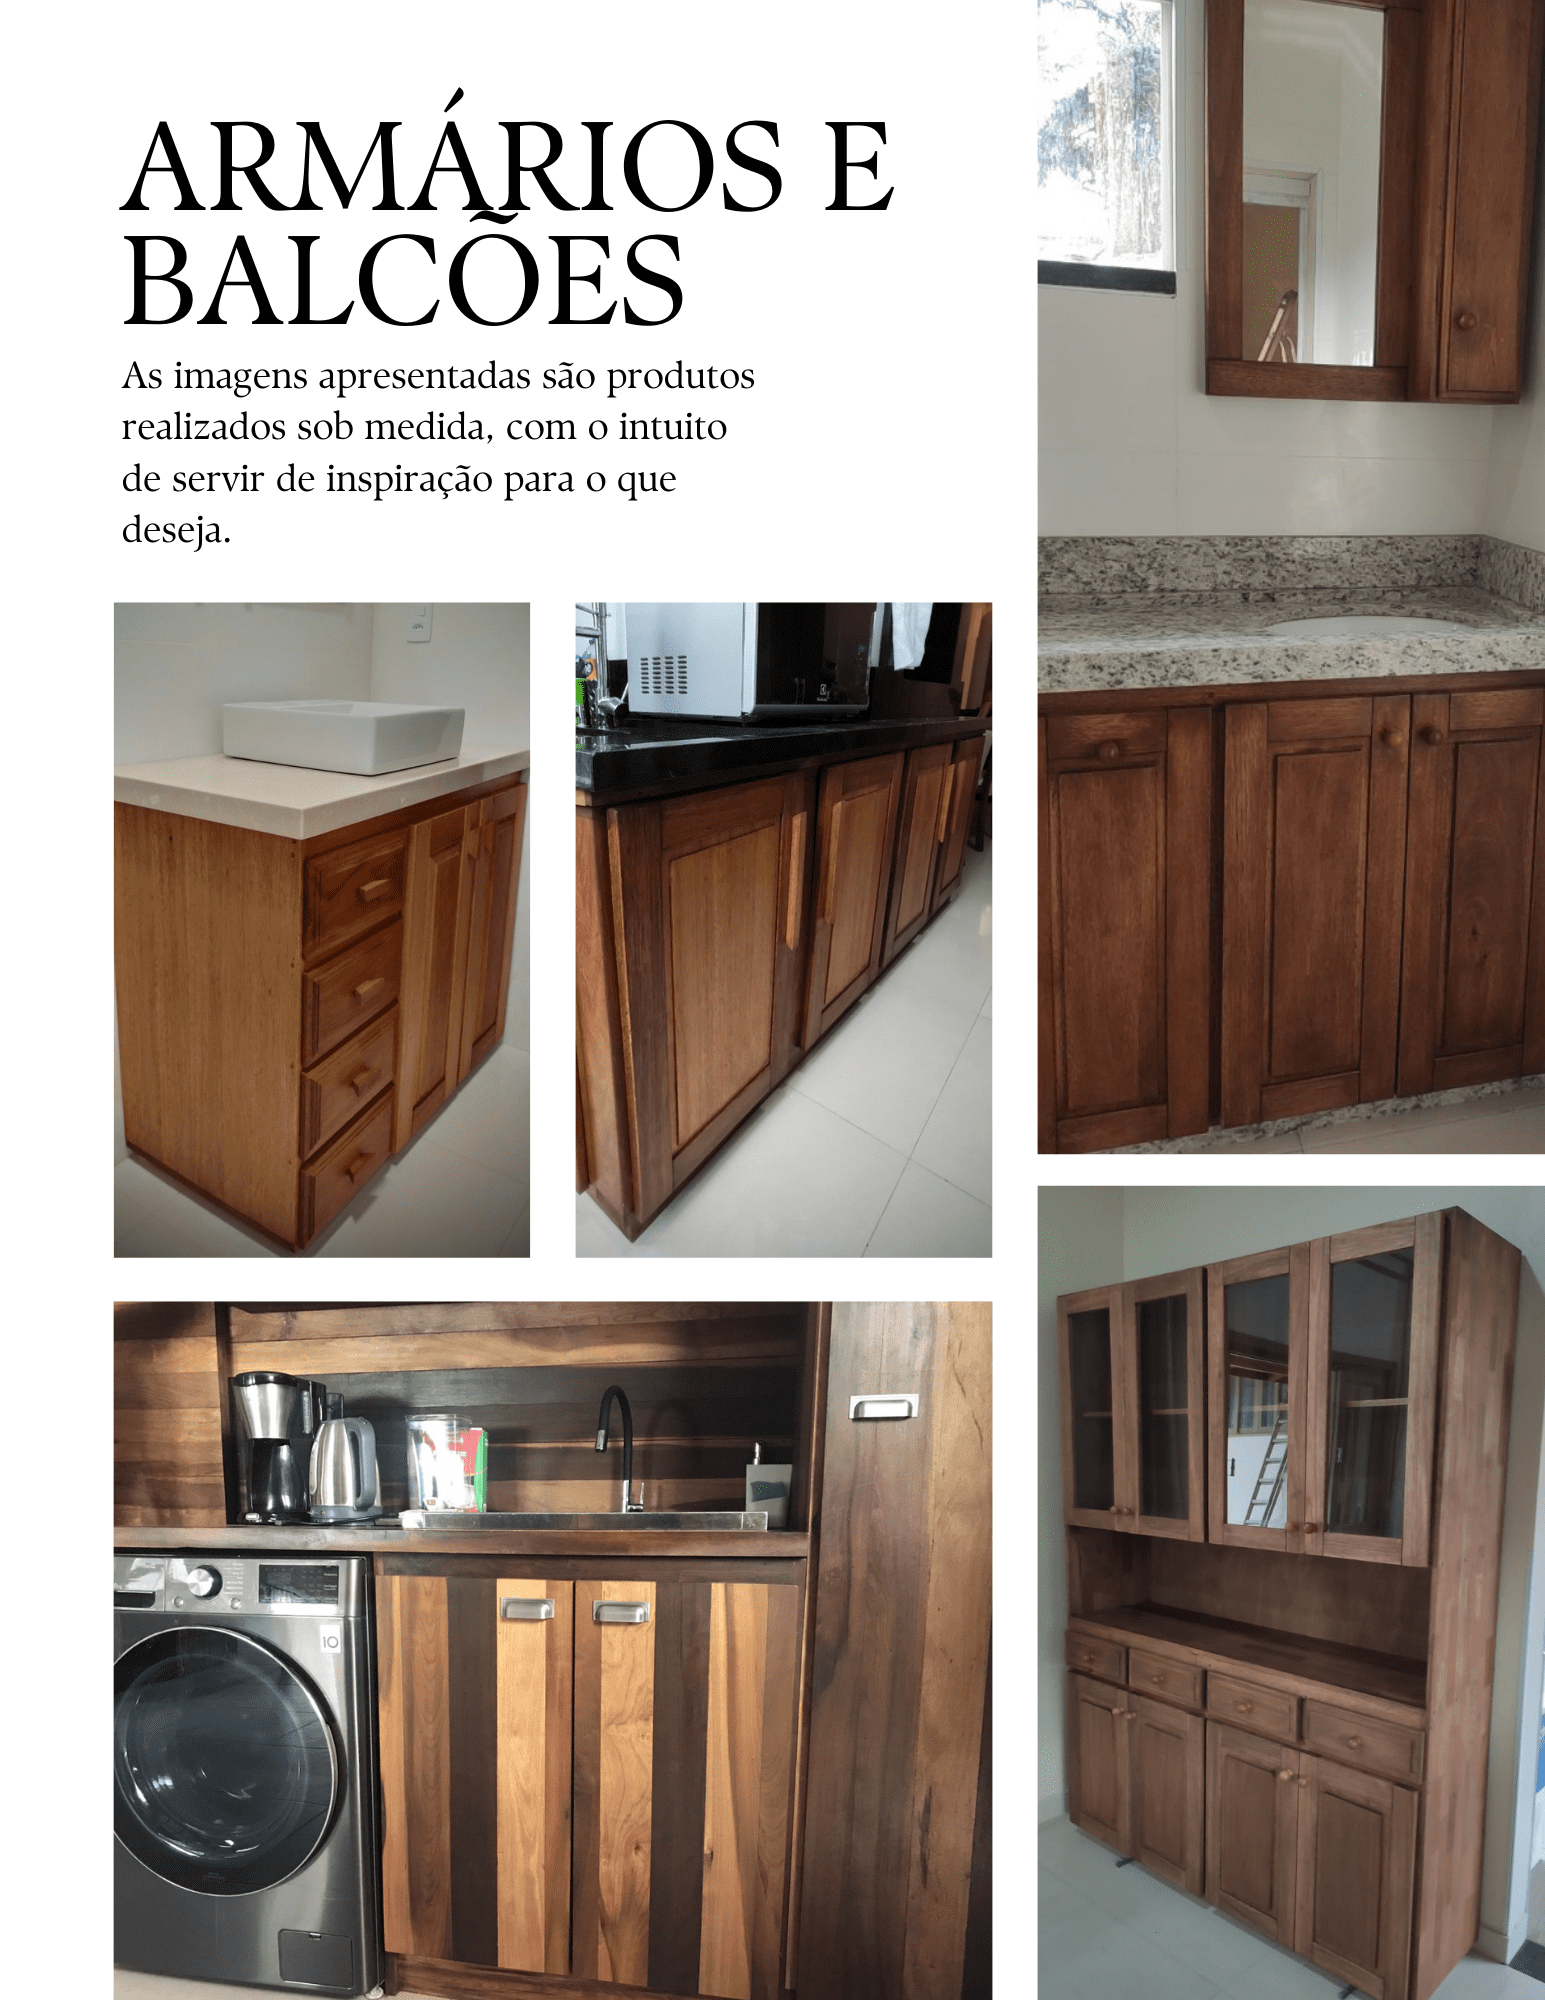 ARMÁRIOS E
BALCÕES
As imagens apresentadas são produtos
realizados sob medida, com o intuito
de servir de inspiração para o que
deseja.
10